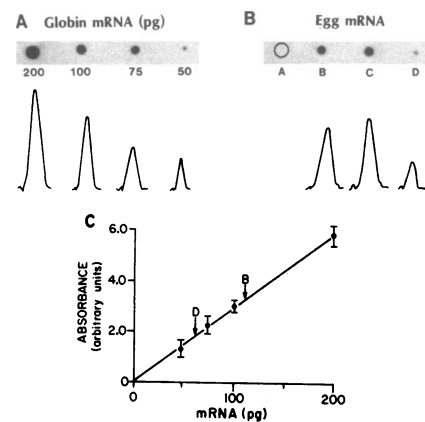 A Globin mRNA (pg)
200 100 75 50
B Egg mRNA
A B C D
C
6.0
4.0
2.0
0
ABSORBANCE
(arbitrary units)
D B
0 100 200
mRNA (pg)